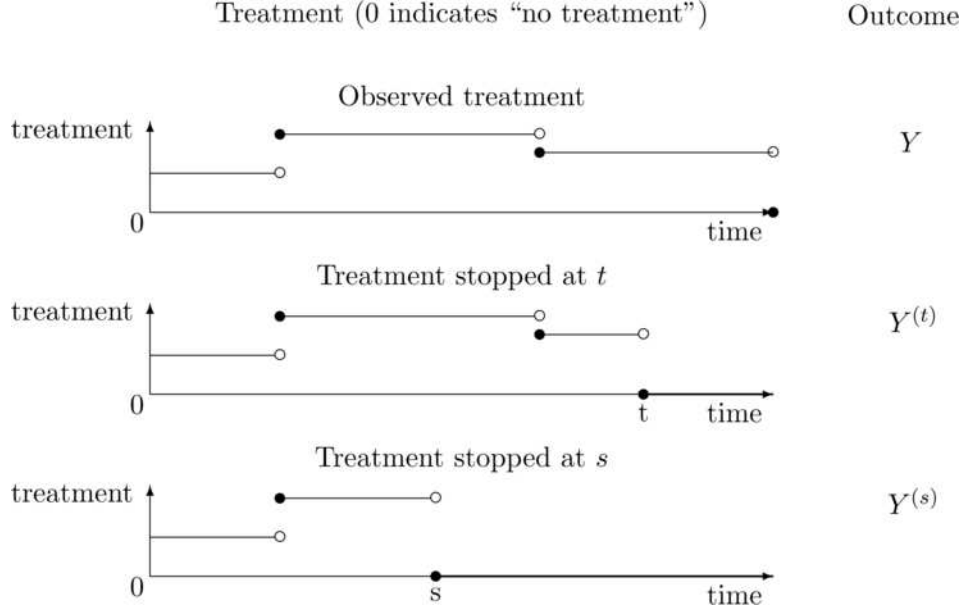 Treatment (0 indicates “no treatment”) Outcome
Observed treatment
treatment
Y
0
time
Treatment stopped at t
treatment
Y^(t)
0
t time
Treatment stopped at s
treatment
Y^(s)
0
s time